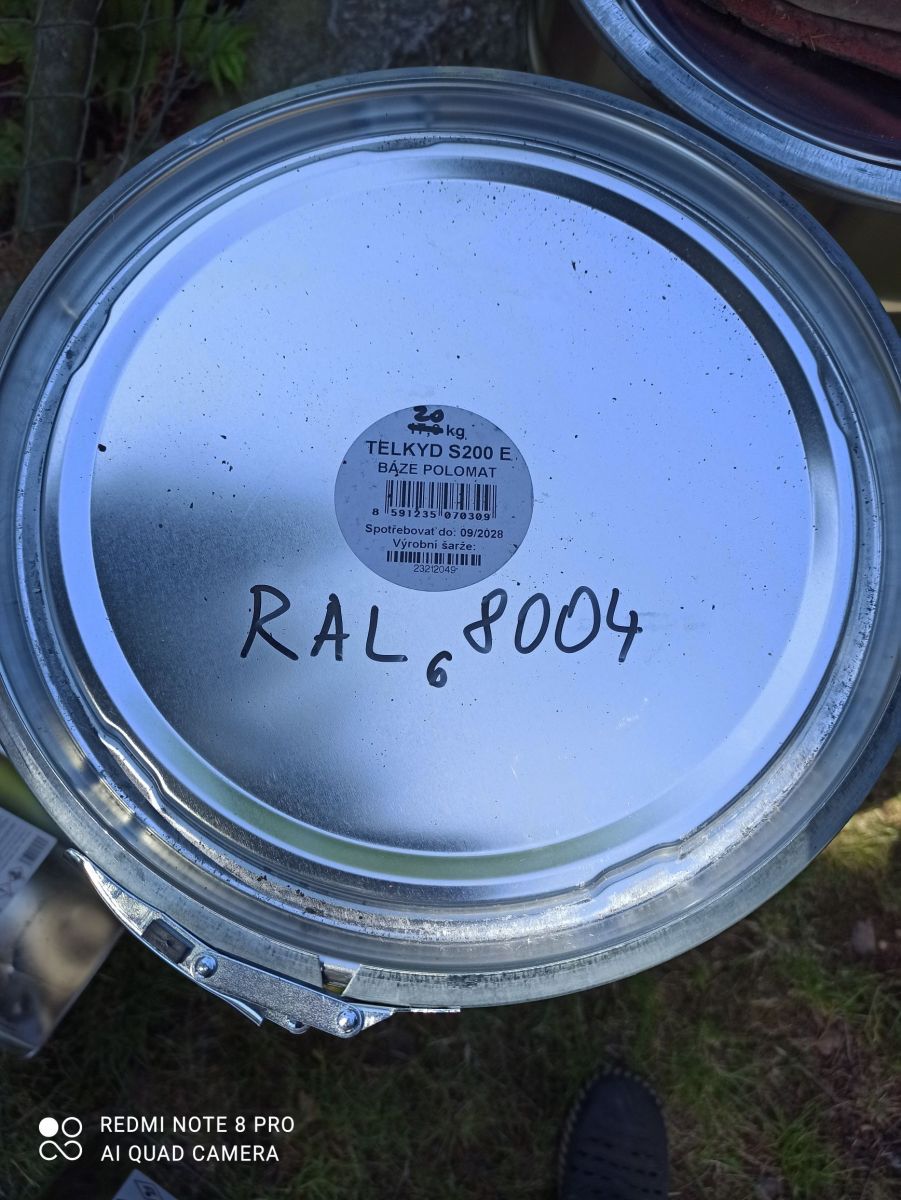 20
kg
TELKYD S200 E
BÁZE POLOMAT
8 591235 070309
Spotřebovat do: 09/2028
Výrobní šarže:
23212049
RAL 8004
6
REDMI NOTE 8 PRO
AI QUAD CAMERA